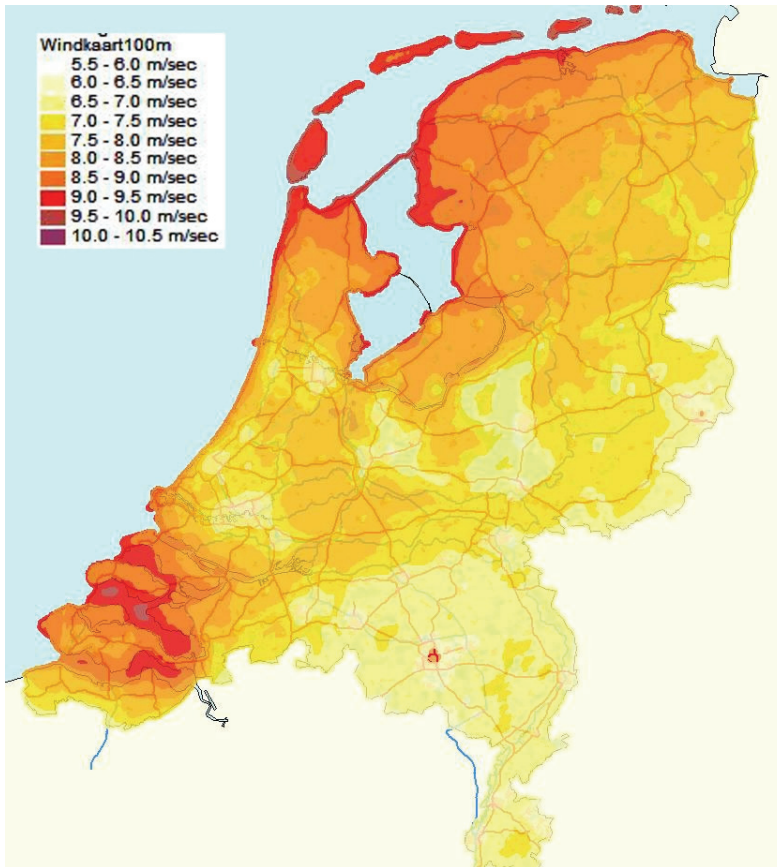 Windkaart100m
5.5 - 6.0 m/sec
6.0 - 6.5 m/sec
6.5 - 7.0 m/sec
7.0 - 7.5 m/sec
7.5 - 8.0 m/sec
8.0 - 8.5 m/sec
8.5 - 9.0 m/sec
9.0 - 9.5 m/sec
9.5 - 10.0 m/sec
10.0 - 10.5 m/sec